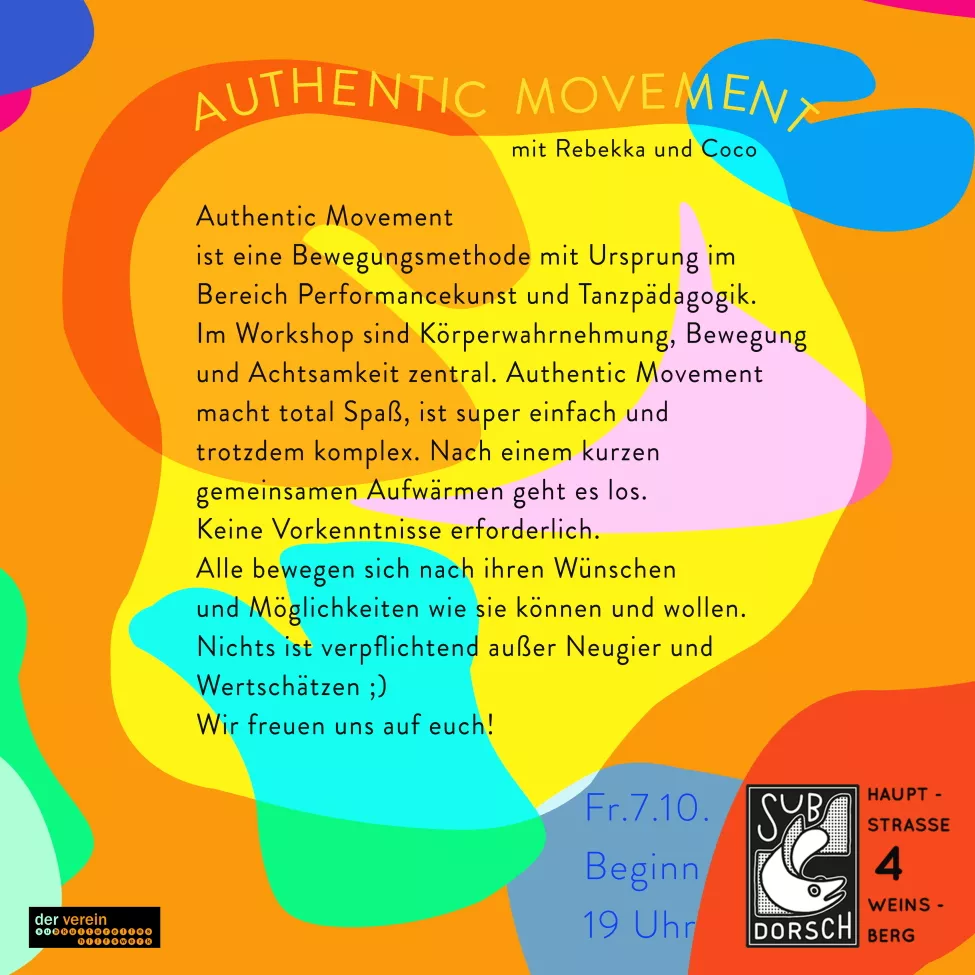 AUTHENTIC MOVEMENT
mit Rebekka und Coco
Authentic Movement
ist eine Bewegungsmethode mit Ursprung im
Bereich Performancekunst und Tanzpädagogik.
Im Workshop sind Körperwahrnehmung, Bewegung
und Achtsamkeit zentral. Authentic Movement
macht total Spaß, ist super einfach und
trotzdem komplex. Nach einem kurzen
gemeinsamen Aufwärmen geht es los.
Keine Vorkenntnisse erforderlich.
Alle bewegen sich nach ihren Wünschen
und Möglichkeiten wie sie können und wollen.
Nichts ist verpflichtend außer Neugier und
Wertschätzen ;)
Wir freuen uns auf euch!
Fr.7.10.
Beginn
19 Uhr
SUB
DORSCH
HAUPT -
STRASSE
4
WEINS -
BERG
der verein
subkulturelles
hilfswerk